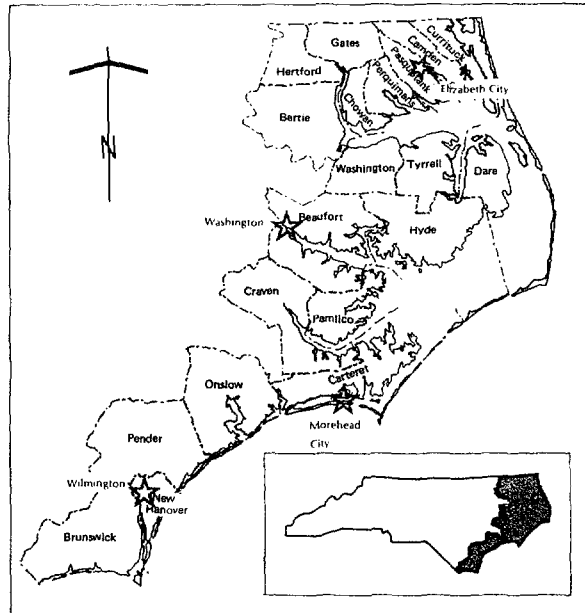 Gates
Currituck
Camden
Pasquotank
Perquimans
Hertford
Elizabeth City
Chowan
Bertie
N
Washington
Tyrrell
Dare
Beaufort
Washington
Hyde
Craven
Pamlico
Carteret
Onslow
Morehead
City
Pender
Wilmington
New
Hanover
Brunswick